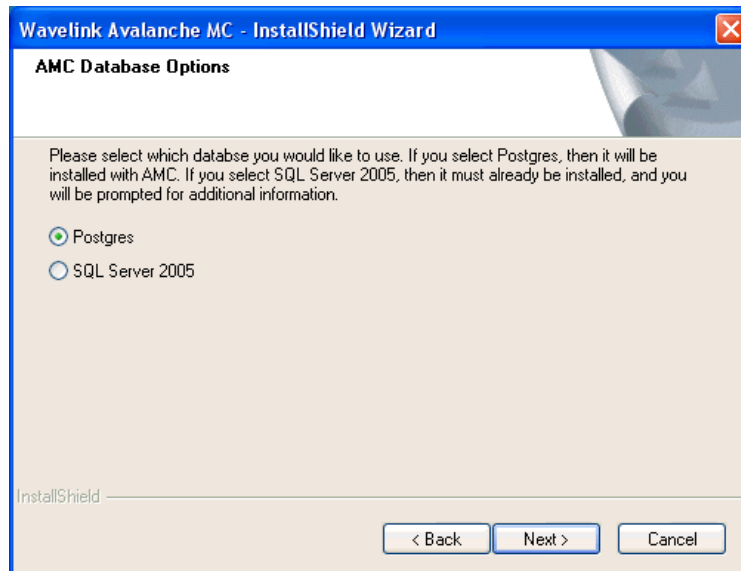 Wavelink Avalanche MC - InstallShield Wizard
AMC Database Options
Please select which databse you would like to use. If you select Postgres, then it will be
installed with AMC. If you select SQL Server 2005, then it must already be installed, and you
will be prompted for additional information.
Postgres
SQL Server 2005
InstallShield
< Back
Next >
Cancel